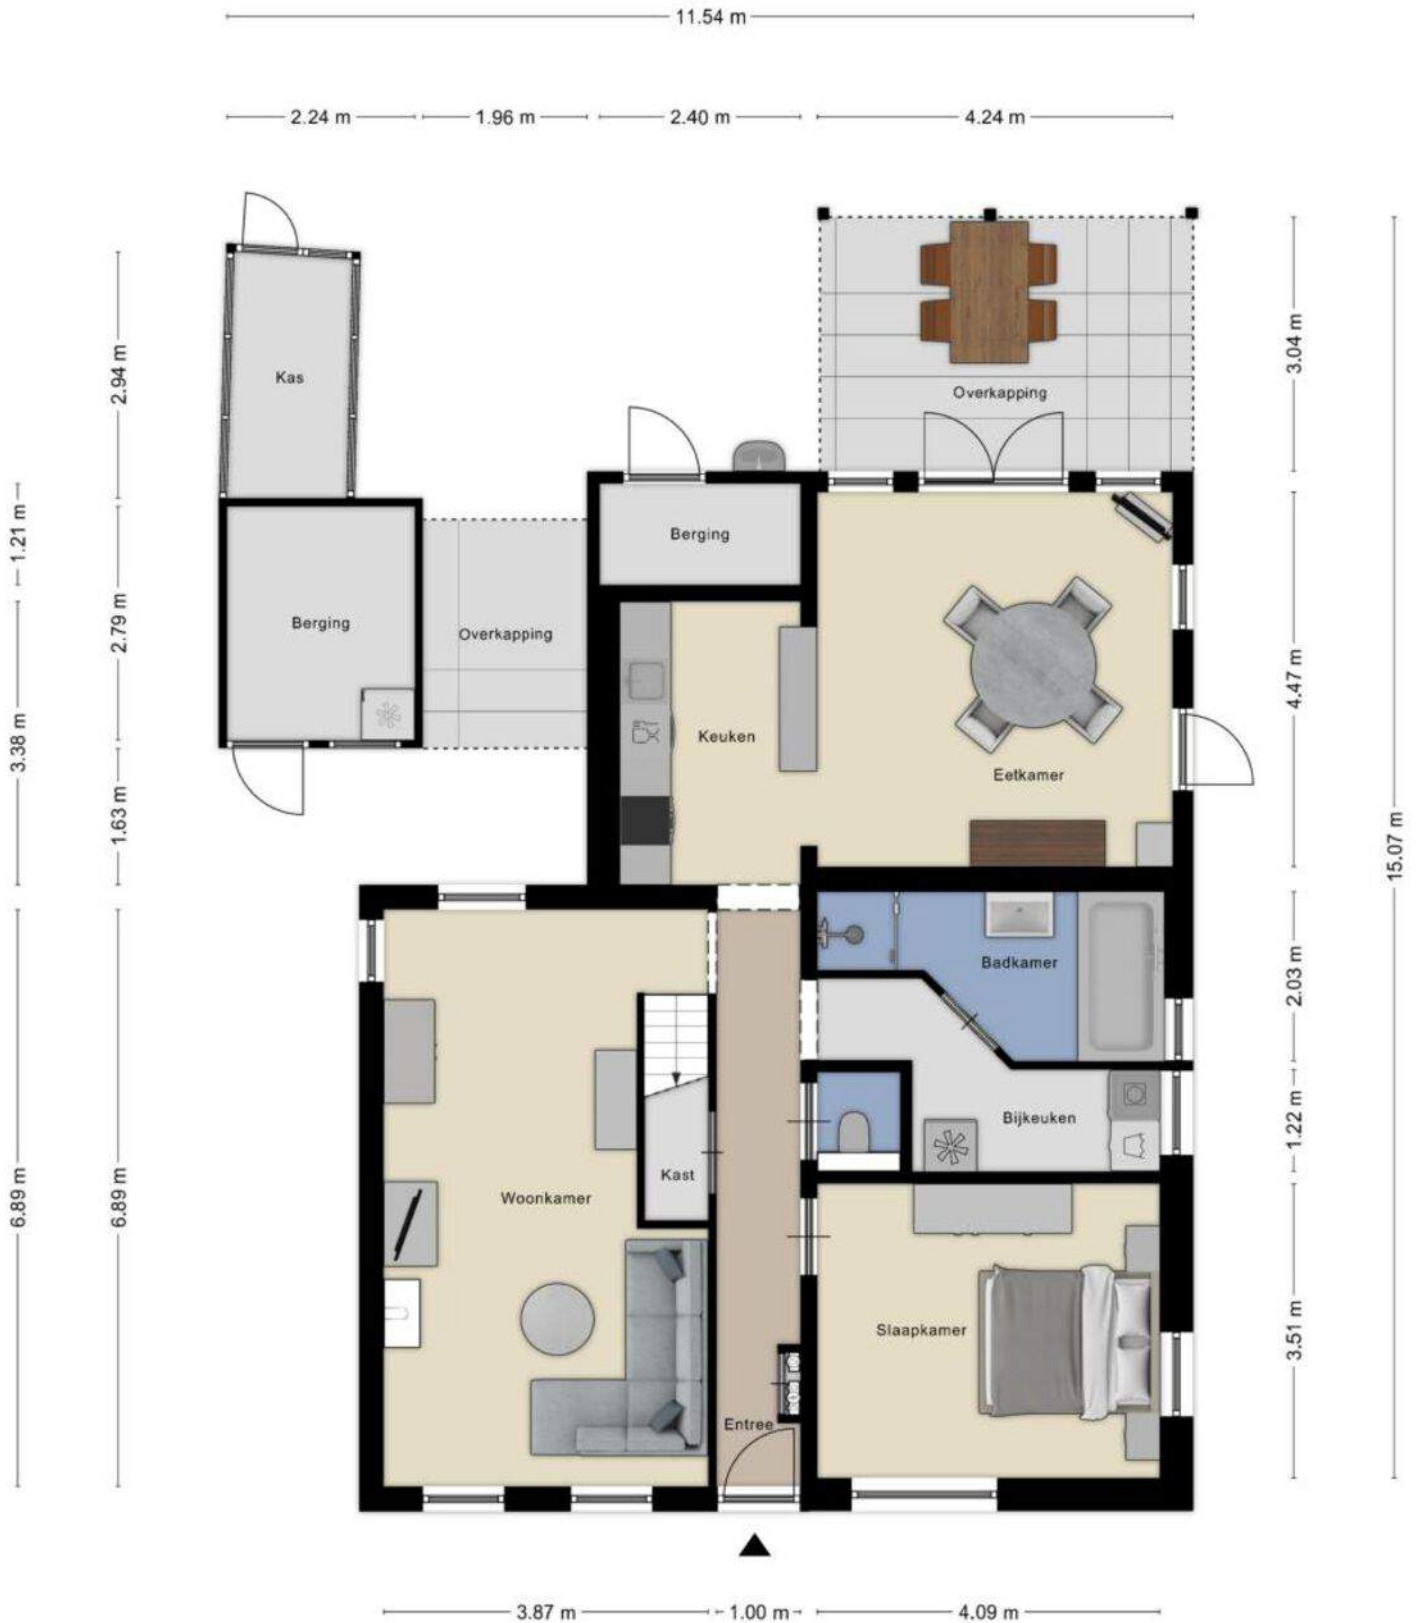 11.54 m
2.24 m
1.96 m
2.40 m
4.24 m
2.94 m
3.04 m
Kas
Overkapping
1.21 m
Berging
Berging
2.79 m
Overkapping
4.47 m
Keuken
3.38 m
Eetkamer
1.63 m
15.07 m
Badkamer
2.03 m
Bijkeuken
1.22 m
Kast
6.89 m
6.89 m
Woonkamer
Slaapkamer
3.51 m
Entree
3.87 m
1.00 m
4.09 m